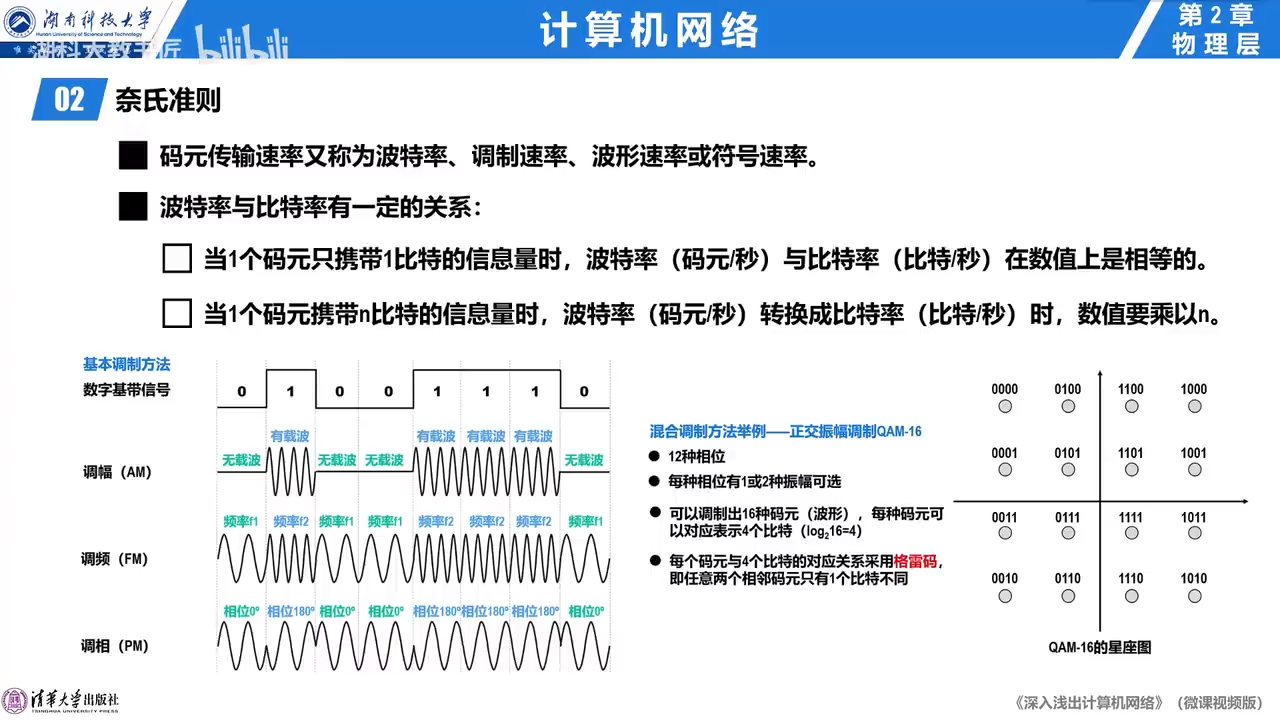 湖南科技大学
Hunan University of Science and Technology
湖科大教书匠
bilibili
计算机网络
第 2 章
物理层
02 奈氏准则
码元传输速率又称为波特率、调制速率、波形速率或符号速率。
波特率与比特率有一定的关系：
当1个码元只携带1比特的信息量时，波特率（码元/秒）与比特率（比特/秒）在数值上是相等的。
当1个码元携带n比特的信息量时，波特率（码元/秒）转换成比特率（比特/秒）时，数值要乘以n。
基本调制方法
数字基带信号
0 1 0 0 1 1 1 0
调幅（AM）
无载波 有载波 无载波 无载波 有载波 有载波 有载波 无载波
调频（FM）
频率f1 频率f2 频率f1 频率f1 频率f2 频率f2 频率f2 频率f1
调相（PM）
相位0° 相位180° 相位0° 相位0° 相位180° 相位180° 相位180° 相位0°
混合调制方法举例——正交振幅调制QAM-16
12种相位
每种相位有1或2种振幅可选
可以调制出16种码元（波形），每种码元可
以对应表示4个比特（log₂16=4）
每个码元与4个比特的对应关系采用格雷码，
即任意两个相邻码元只有1个比特不同
0000 0100 1100 1000
0001 0101 1101 1001
0011 0111 1111 1011
0010 0110 1110 1010
QAM-16的星座图
清华大学出版社
TSINGHUA UNIVERSITY PRESS
《深入浅出计算机网络》（微课视频版）